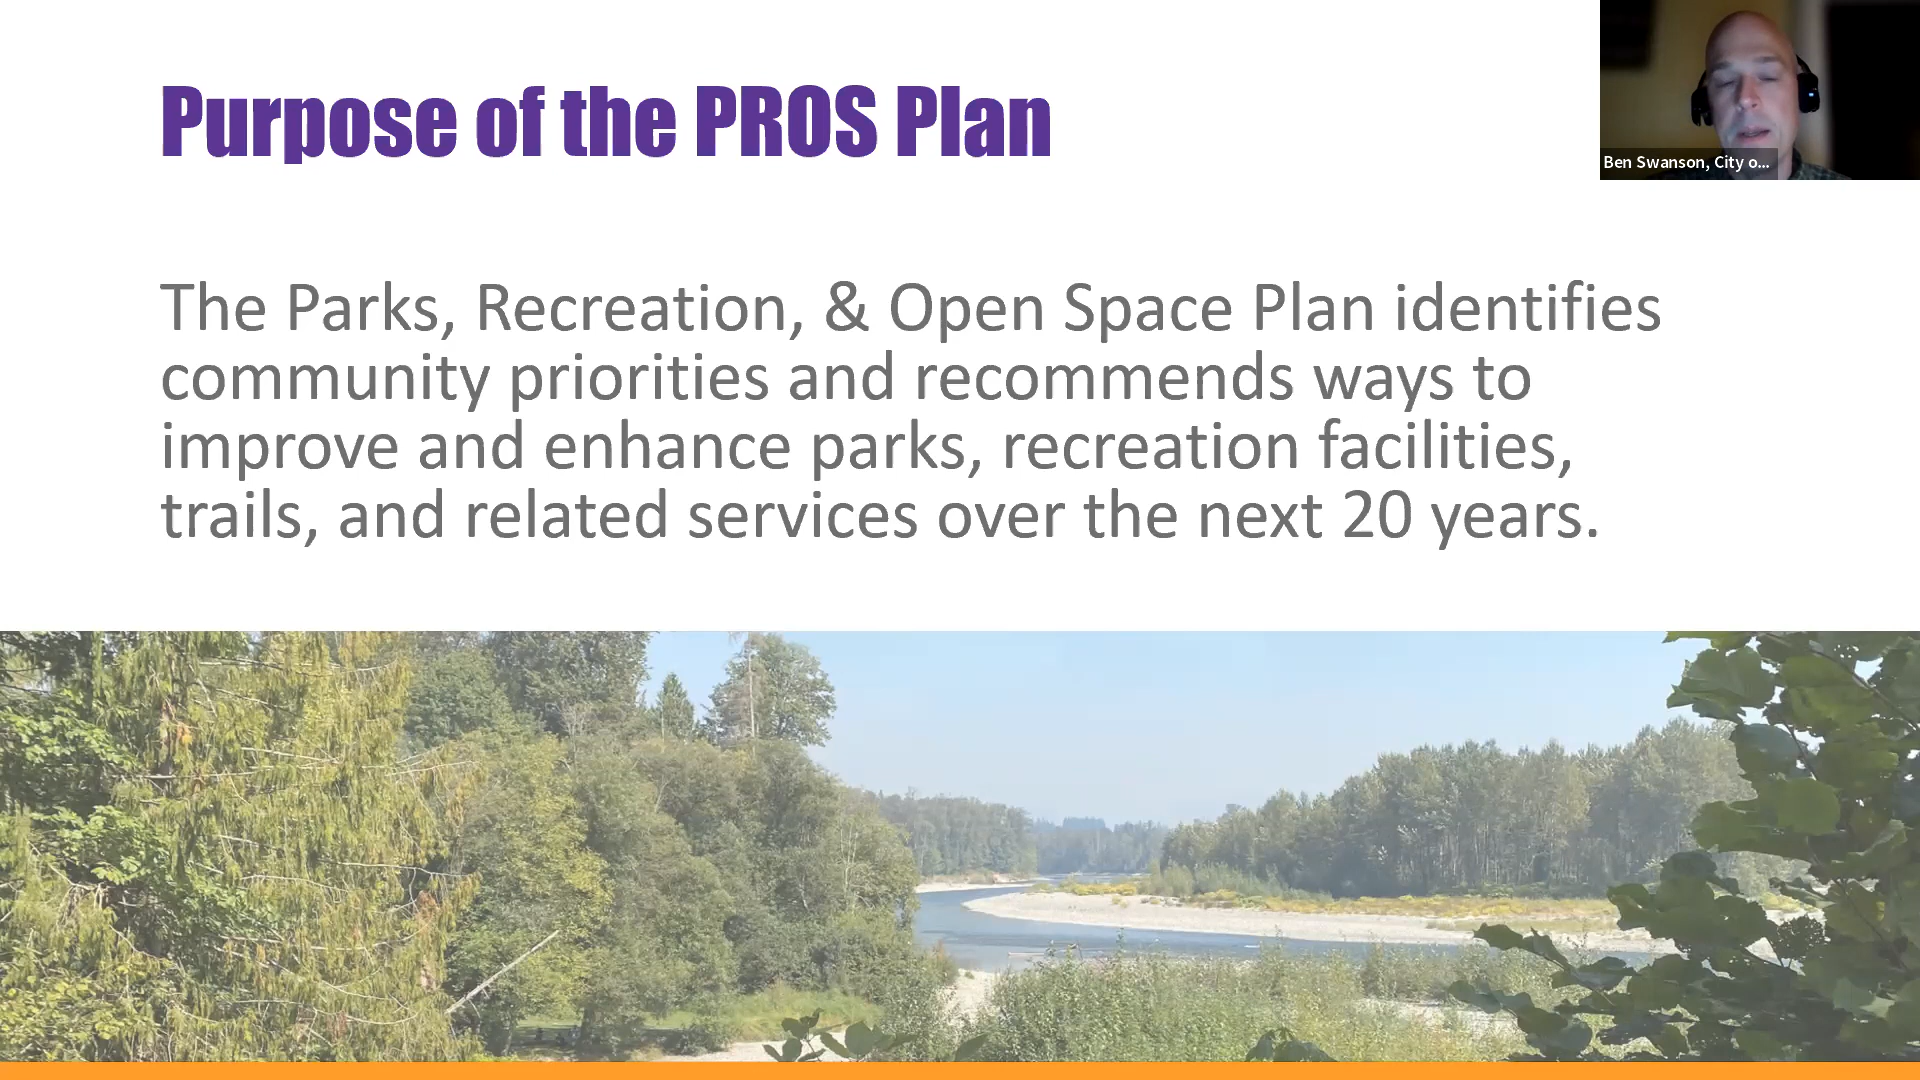 Purpose of the PROS Plan
Ben Swanson, City o...
The Parks, Recreation, & Open Space Plan identifies
community priorities and recommends ways to
improve and enhance parks, recreation facilities,
trails, and related services over the next 20 years.